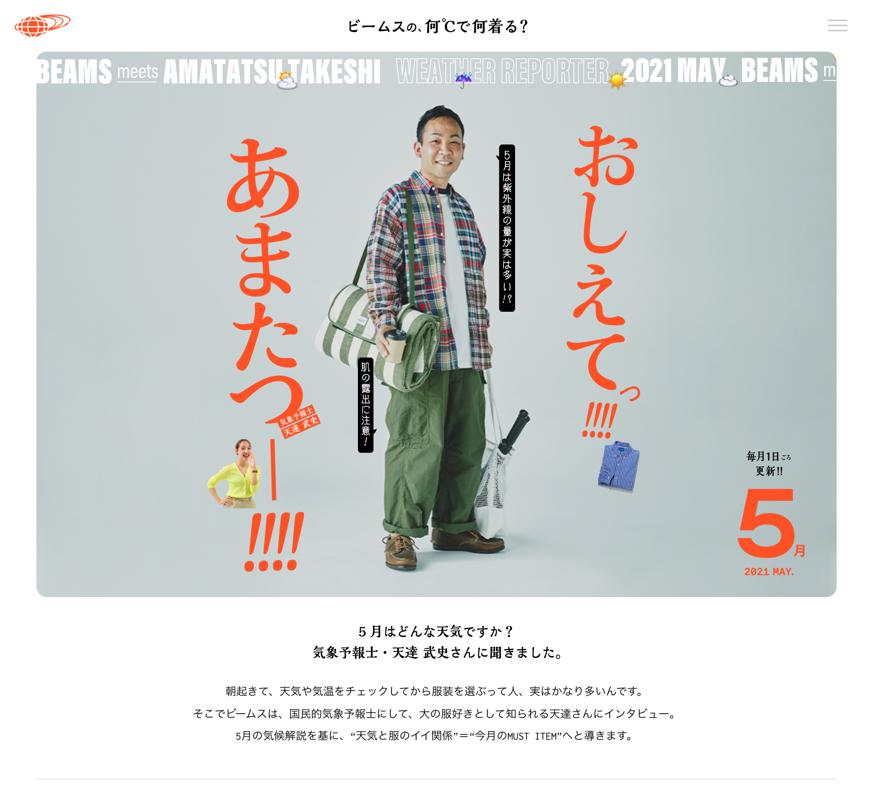 ビームスの、何℃で何着る？
BEAMS meets AMATATSU TAKESHI WEATHER REPORTER 2021 MAY. BEAMS m
おしえてっ!!!!
5月は紫外線の量が実は多い!?
肌の露出に注意！
あまたつー!!!!
気象予報士
天達 武史
毎月1日ごろ
更新!!
5月
2021 MAY.
５月はどんな天気ですか？
気象予報士・天達 武史さんに聞きました。
朝起きて、天気や気温をチェックしてから服装を選ぶって人、実はかなり多いんです。
そこでビームスは、国民的気象予報士にして、大の服好きとして知られる天達さんにインタビュー。
5月の気候解説を基に、“天気と服のイイ関係”＝“今月のMUST ITEM”へと導きます。